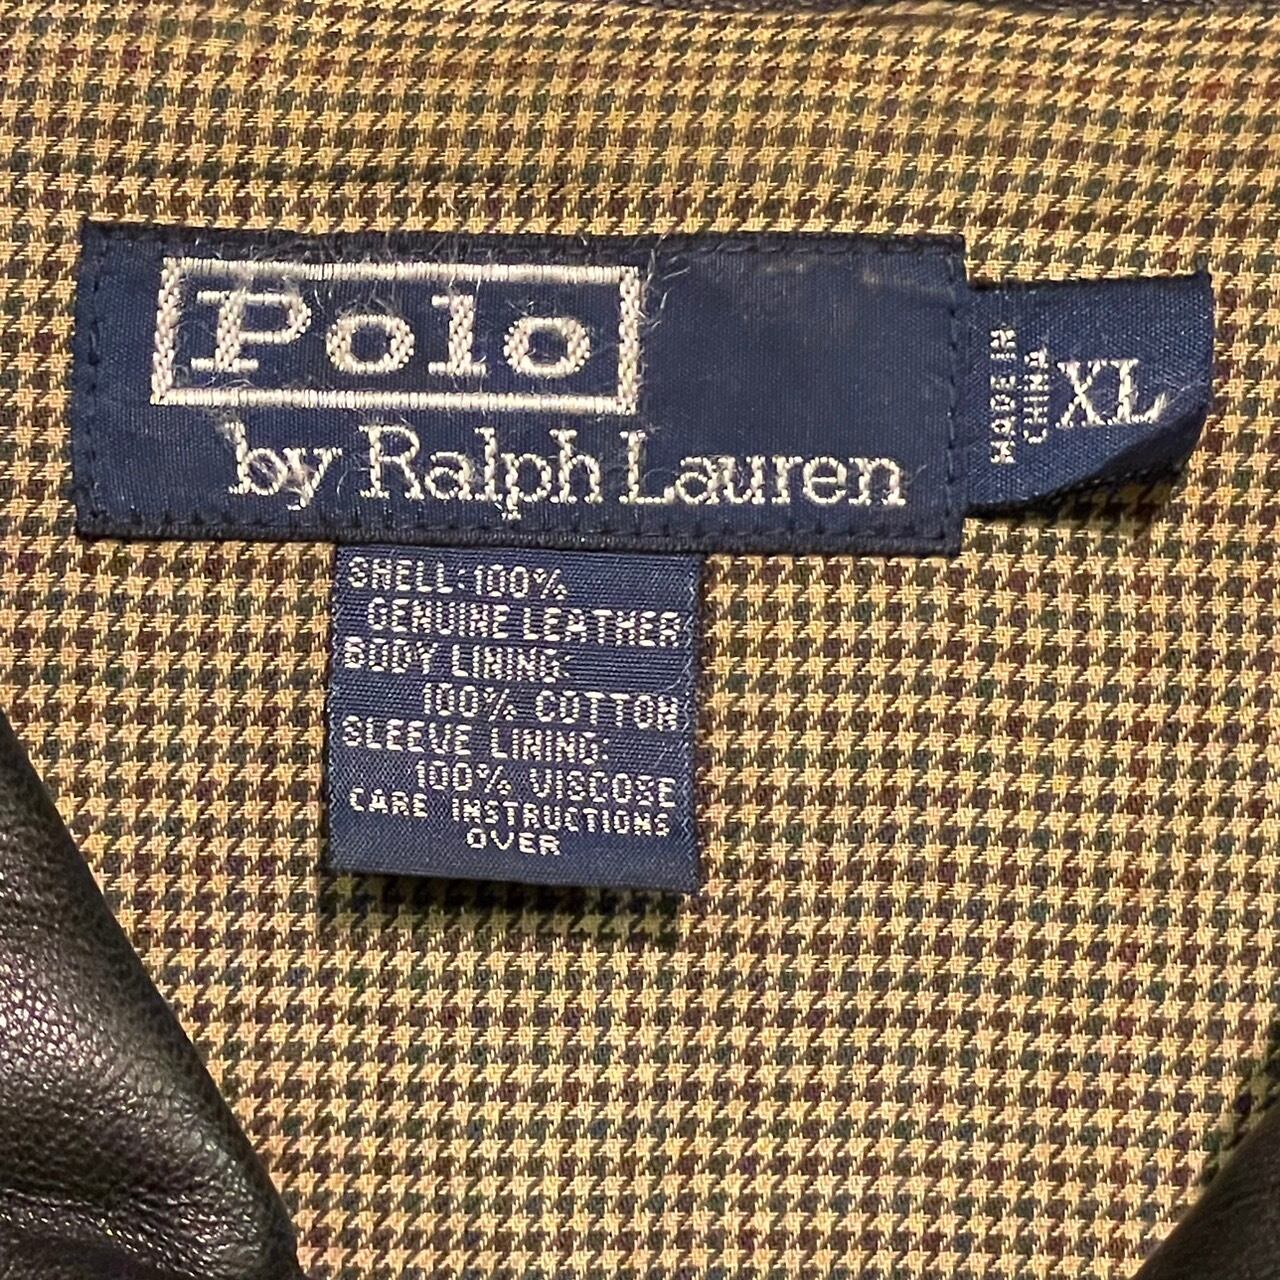 Polo
by Ralph Lauren
MADE IN
CHINA
XL
SHELL:100%
GENUINE LEATHER
BODY LINING:
100% COTTON
SLEEVE LINING:
100% VISCOSE
CARE INSTRUCTIONS
OVER